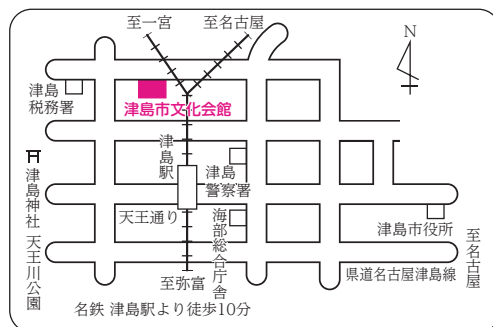 至一宮
至名古屋
N
津島
税務署
津島市文化会館
津島駅
津島
警察署
津島神社
天王川公園
天王通り
海部総合庁舎
津島市役所
至名古屋
至弥富
県道名古屋津島線
名鉄 津島駅より徒歩10分